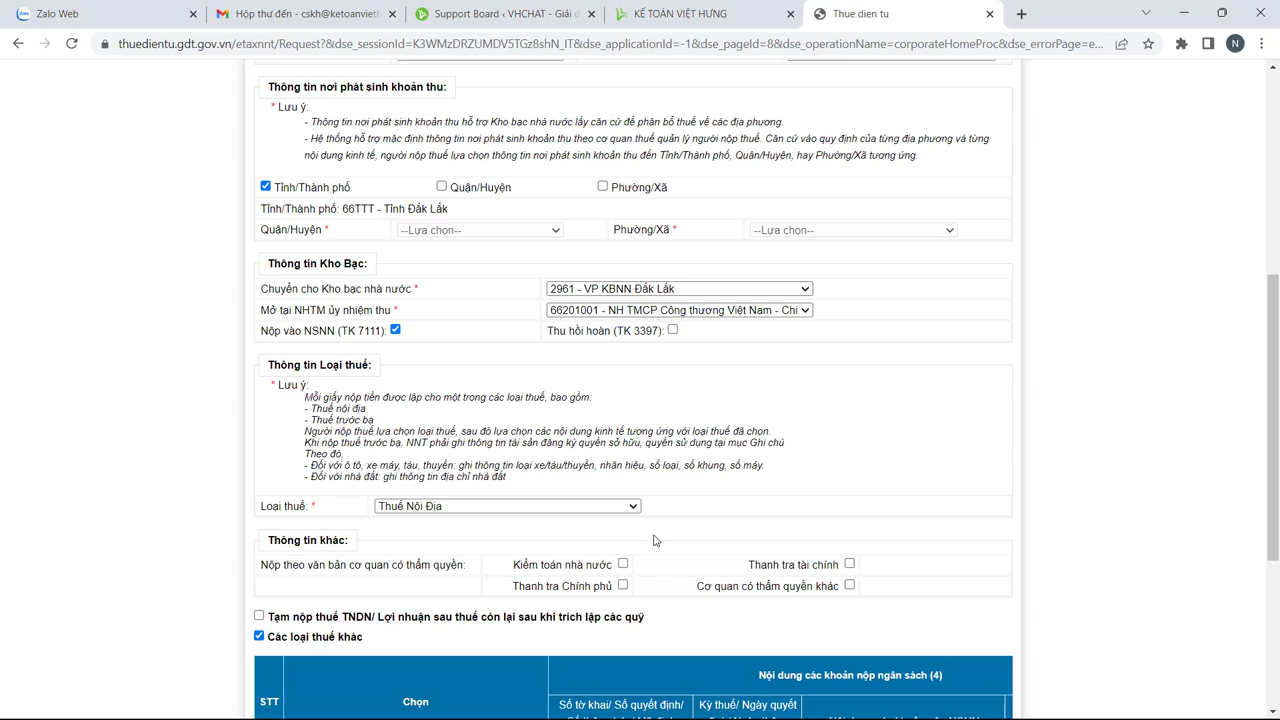 Zalo Web
Hộp thư đến - cskh@ketoanvieth
Support Board ‹ VHCHAT - Giải đ
KẾ TOÁN VIỆT HƯNG
Thue dien tu
thuedientu.gdt.gov.vn/etaxnnt/Request?&dse_sessionId=K3WMzDRZUMDV5TGz8shN_IT&dse_applicationId=-1&dse_pageId=8&dse_operationName=corporateHomeProc&dse_errorPage=e...
N
Thông tin nơi phát sinh khoản thu:
* Lưu ý:
- Thông tin nơi phát sinh khoản thu hỗ trợ Kho bạc nhà nước lấy căn cứ để phân bổ thuế về các địa phương.
- Hệ thống hỗ trợ mặc định thông tin nơi phát sinh khoản thu theo cơ quan thuế quản lý người nộp thuế. Căn cứ vào quy định của từng địa phương và từng
nội dung kinh tế, người nộp thuế lựa chọn thông tin nơi phát sinh khoản thu đến Tỉnh/Thành phố, Quận/Huyện, hay Phường/Xã tương ứng.
Tỉnh/Thành phố Quận/Huyện Phường/Xã
Tỉnh/Thành phố: 66TTT - Tỉnh Đắk Lắk
Quận/Huyện * --Lựa chọn-- Phường/Xã * --Lựa chọn--
Thông tin Kho Bạc:
Chuyển cho Kho bạc nhà nước * 2961 - VP KBNN Đắk Lắk
Mở tại NHTM ủy nhiệm thu * 66201001 - NH TMCP Công thương Việt Nam - Chi
Nộp vào NSNN (TK 7111): Thu hồi hoàn (TK 3397):
Thông tin Loại thuế:
* Lưu ý:
Mỗi giấy nộp tiền được lập cho một trong các loại thuế, bao gồm:
- Thuế nội địa
- Thuế trước bạ
Người nộp thuế lựa chọn loại thuế, sau đó lựa chọn các nội dung kinh tế tương ứng với loại thuế đã chọn.
Khi nộp thuế trước bạ, NNT phải ghi thông tin tài sản đăng ký quyền sở hữu, quyền sử dụng tại mục Ghi chú
Theo đó,
- Đối với ô tô, xe máy, tàu, thuyền: ghi thông tin loại xe/tàu/thuyền, nhãn hiệu, số loại, số khung, số máy.
- Đối với nhà đất: ghi thông tin địa chỉ nhà đất
Loại thuế: * Thuế Nội Địa
Thông tin khác:
Nộp theo văn bản cơ quan có thẩm quyền: Kiểm toán nhà nước Thanh tra tài chính
Thanh tra Chính phủ Cơ quan có thẩm quyền khác
Tạm nộp thuế TNDN/ Lợi nhuận sau thuế còn lại sau khi trích lập các quỹ
Các loại thuế khác
Nội dung các khoản nộp ngân sách (4)
STT Chọn
Số tờ khai/ Số quyết định/ Kỳ thuế/ Ngày quyết